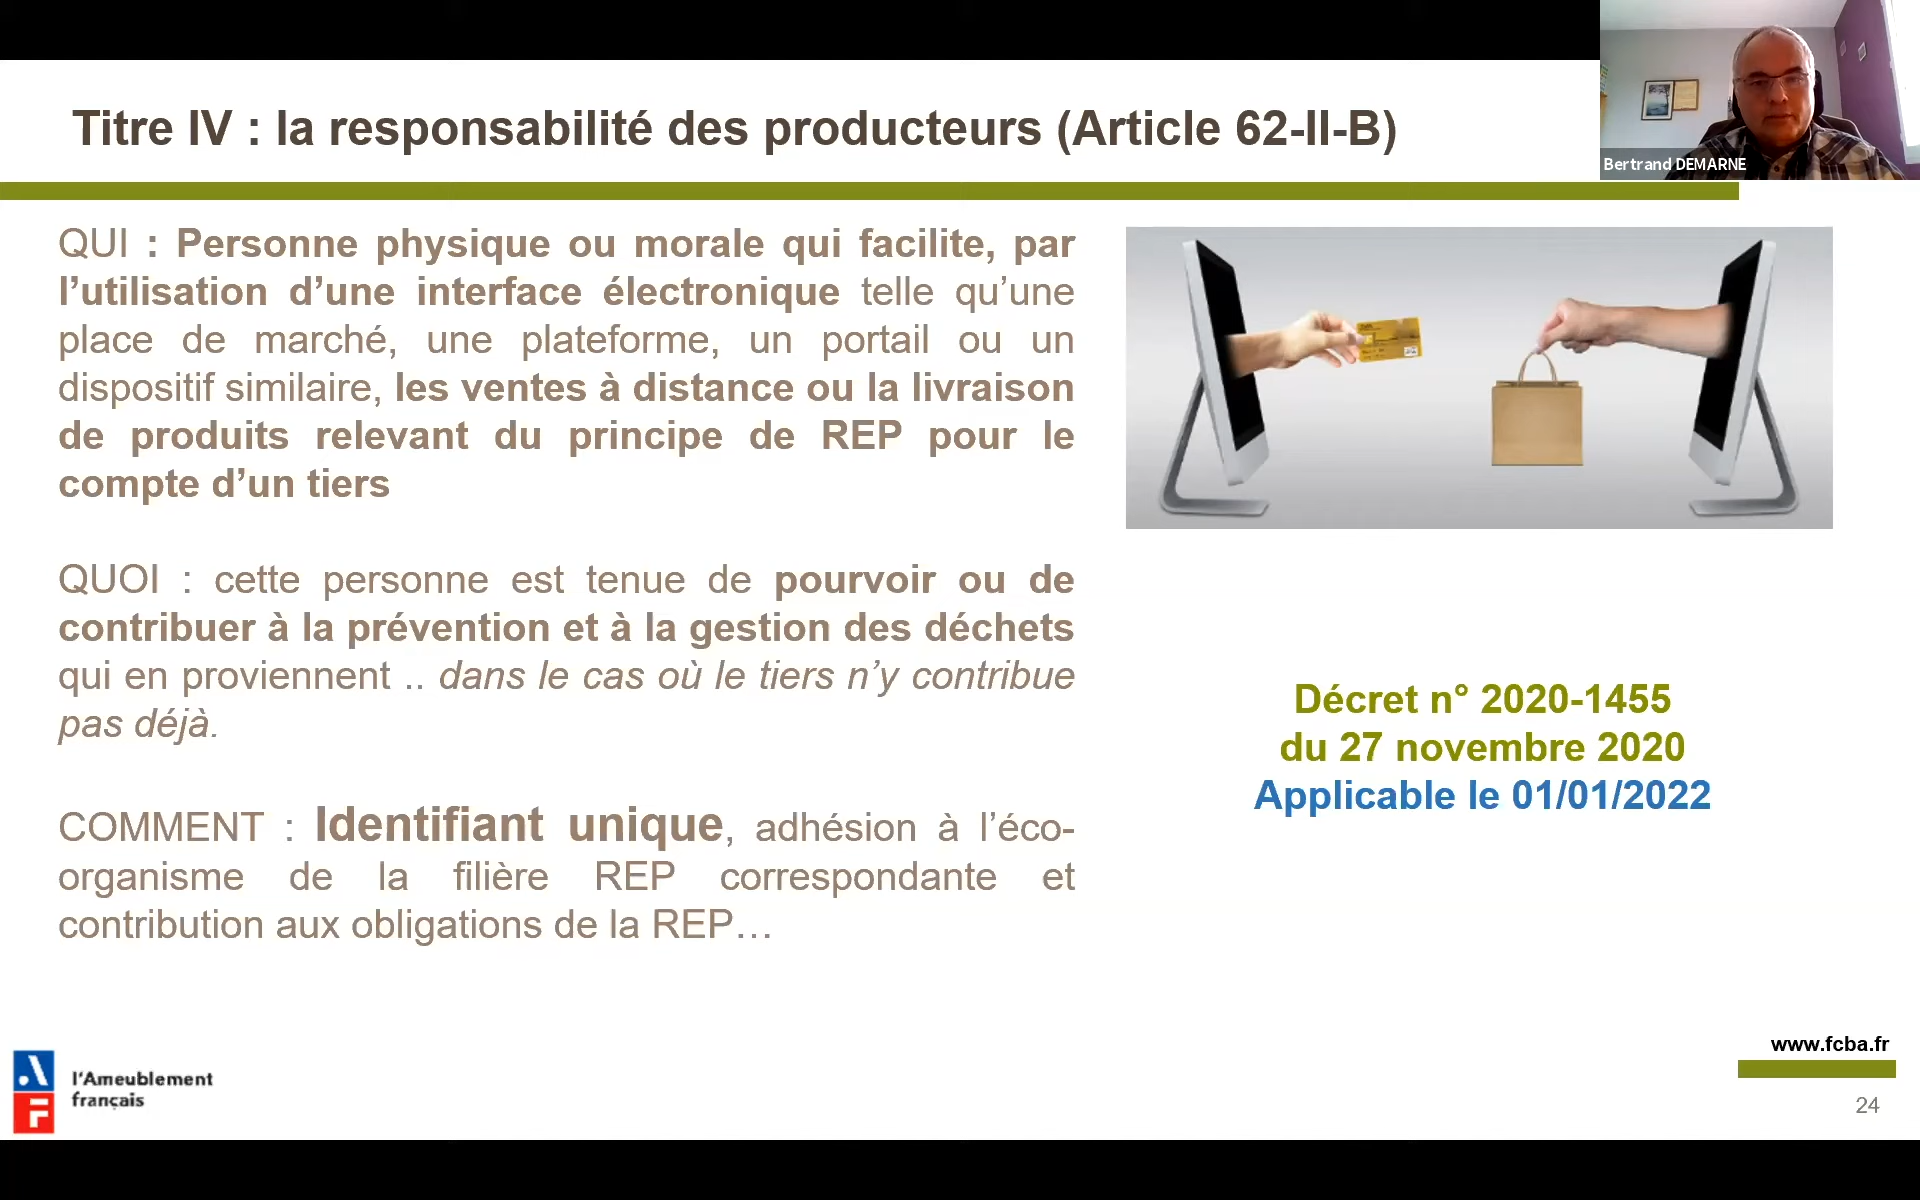 Titre IV : la responsabilité des producteurs (Article 62-II-B)
Bertrand DEMARNE
QUI : Personne physique ou morale qui facilite, par
l’utilisation d’une interface électronique telle qu’une
place de marché, une plateforme, un portail ou un
dispositif similaire, les ventes à distance ou la livraison
de produits relevant du principe de REP pour le
compte d’un tiers
QUOI : cette personne est tenue de pourvoir ou de
contribuer à la prévention et à la gestion des déchets
qui en proviennent .. dans le cas où le tiers n’y contribue
pas déjà.
COMMENT : Identifiant unique, adhésion à l’éco-
organisme de la filière REP correspondante et
contribution aux obligations de la REP…
Décret n° 2020-1455
du 27 novembre 2020
Applicable le 01/01/2022
AF
l’Ameublement
français
www.fcba.fr
24